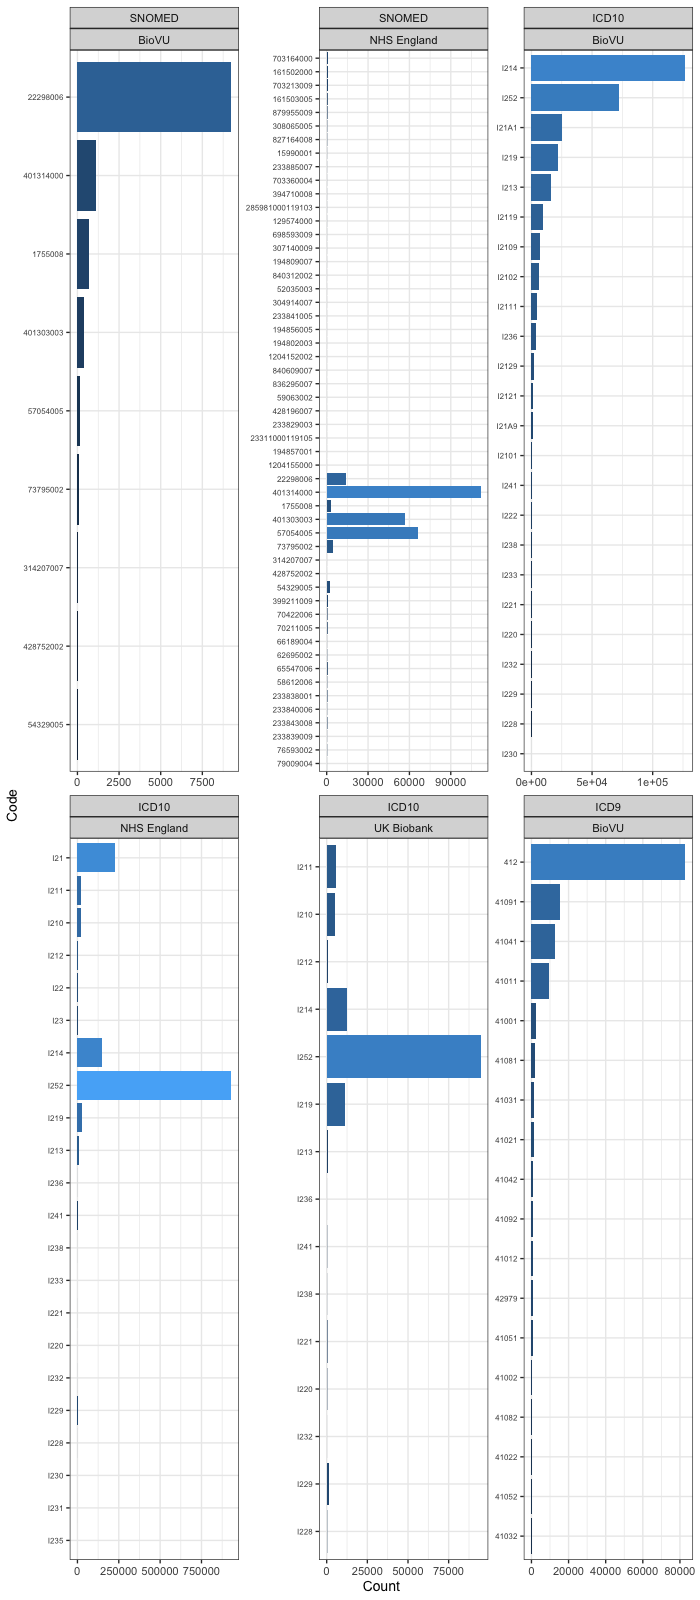 SNOMED
BioVU
22298006
401314000
1755008
401303003
57054005
73795002
314207007
428752002
54329005
0 2500 5000 7500
SNOMED
NHS England
703164000
161502000
703213009
161503005
879955009
308065005
827164008
15990001
233885007
703360004
394710008
285981000119103
129574000
698593009
307140009
194809007
840312002
52035003
304914007
233841005
194856005
194802003
1204152002
840609007
836295007
59063002
428196007
233829003
23311000119105
194857001
1204155000
22298006
401314000
1755008
401303003
57054005
73795002
314207007
428752002
54329005
399211009
70422006
70211005
66189004
62695002
65547006
58612006
233838001
233840006
233843008
233839009
76593002
79009004
0 30000 60000 90000
ICD10
BioVU
I214
I252
I21A1
I219
I213
I2119
I2109
I2102
I2111
I236
I2129
I2121
I21A9
I2101
I241
I222
I238
I233
I221
I220
I232
I229
I228
I230
0e+00 5e+04 1e+05
Code
ICD10
NHS England
I21
I211
I210
I212
I22
I23
I214
I252
I219
I213
I236
I241
I238
I233
I221
I220
I232
I229
I228
I230
I231
I235
0 250000 500000 750000
ICD10
UK Biobank
I211
I210
I212
I214
I252
I219
I213
I236
I241
I238
I221
I220
I232
I229
I228
0 25000 50000 75000
ICD9
BioVU
412
41091
41041
41011
41001
41081
41031
41021
41042
41092
41012
42979
41051
41002
41082
41022
41052
41032
0 20000 40000 60000 80000
Count